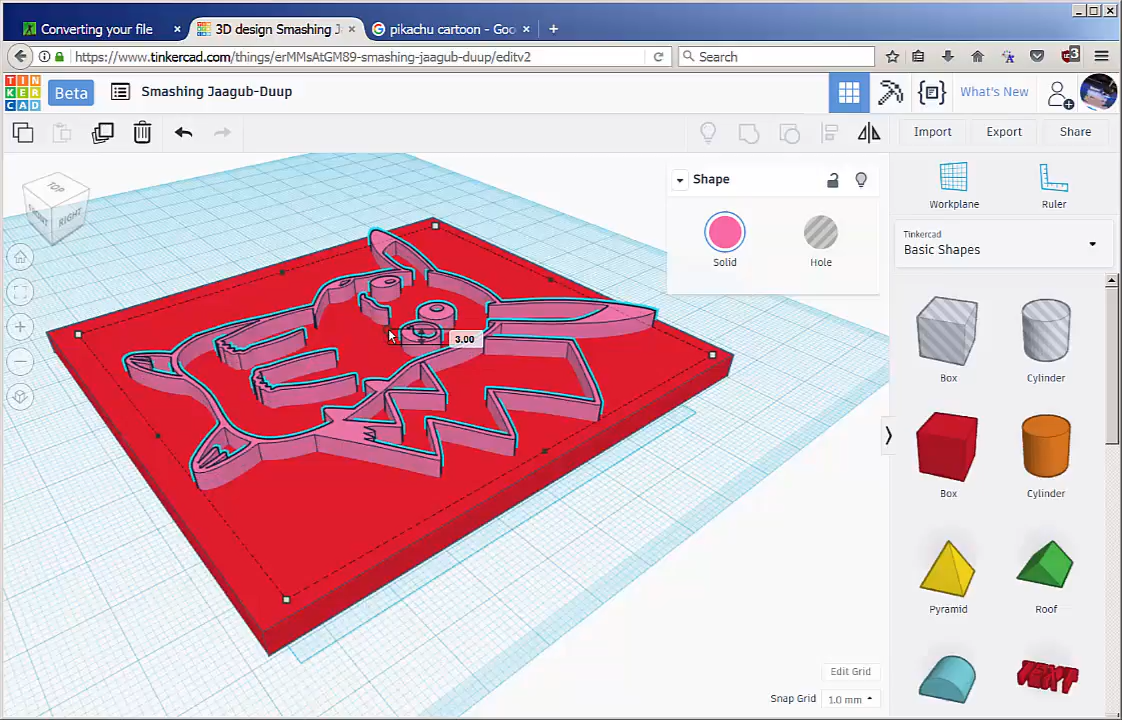 Converting your file
3D design Smashing J
pikachu cartoon - Goo
https://www.tinkercad.com/things/erMMsAtGM89-smashing-jaagub-duup/editv2
Search
3
TIN
KER
CAD
Beta
Smashing Jaagub-Duup
What's New
Import
Export
Share
TOP
FRONT
RIGHT
Shape
Solid
Hole
Workplane
Ruler
Tinkercad
Basic Shapes
3.00
Box
Cylinder
Box
Cylinder
Pyramid
Roof
TEXT
Edit Grid
Snap Grid
1.0 mm